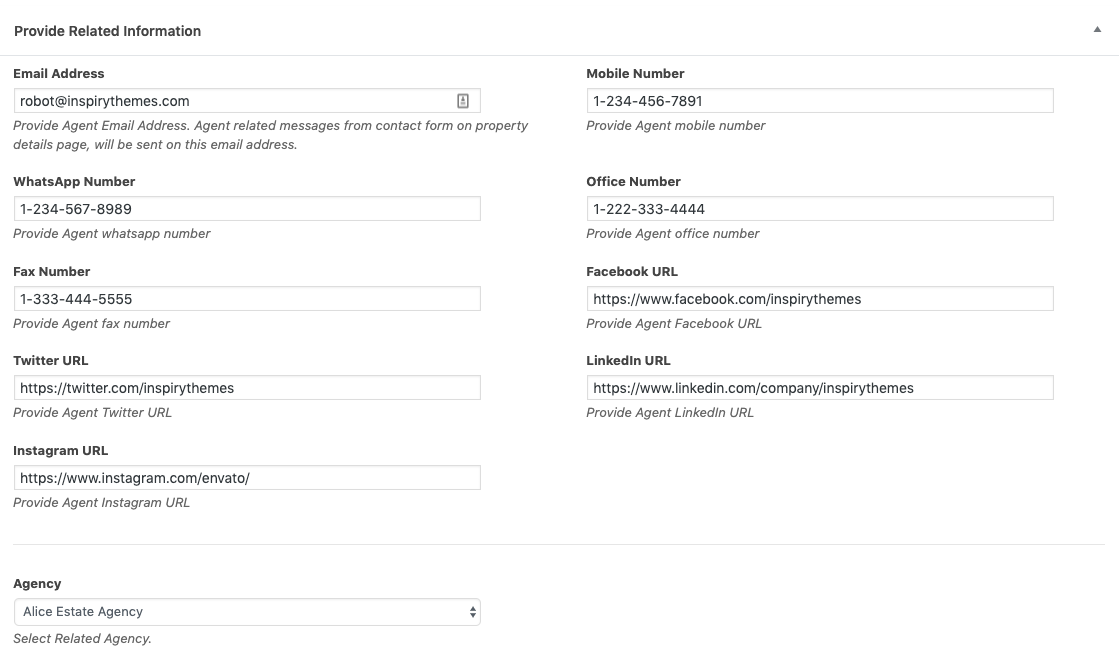 Provide Related Information
Email Address
robot@inspirythemes.com
Provide Agent Email Address. Agent related messages from contact form on property
details page, will be sent on this email address.
Mobile Number
1-234-456-7891
Provide Agent mobile number
WhatsApp Number
1-234-567-8989
Provide Agent whatsapp number
Office Number
1-222-333-4444
Provide Agent office number
Fax Number
1-333-444-5555
Provide Agent fax number
Facebook URL
https://www.facebook.com/inspirythemes
Provide Agent Facebook URL
Twitter URL
https://twitter.com/inspirythemes
Provide Agent Twitter URL
LinkedIn URL
https://www.linkedin.com/company/inspirythemes
Provide Agent LinkedIn URL
Instagram URL
https://www.instagram.com/envato/
Provide Agent Instagram URL
Agency
Alice Estate Agency
Select Related Agency.